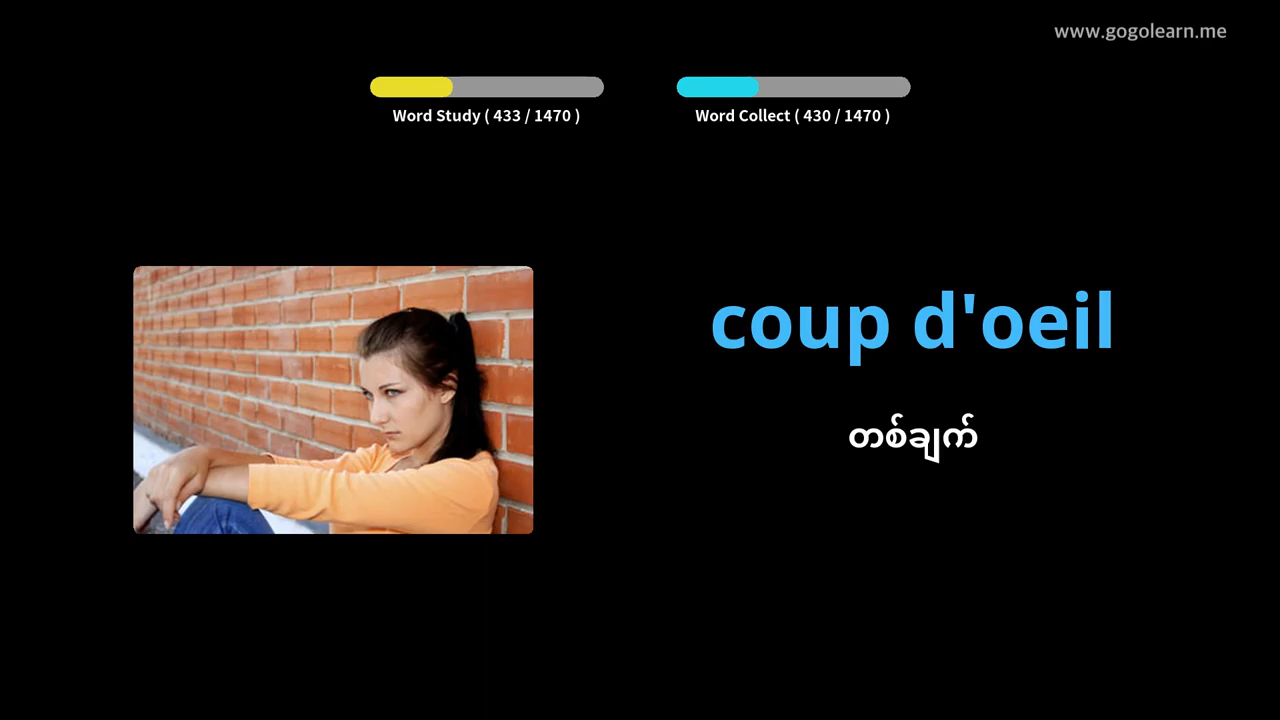 www.gogolearn.me
Word Study ( 433 / 1470 )
Word Collect ( 430 / 1470 )
coup d'oeil
တစ်ချက်